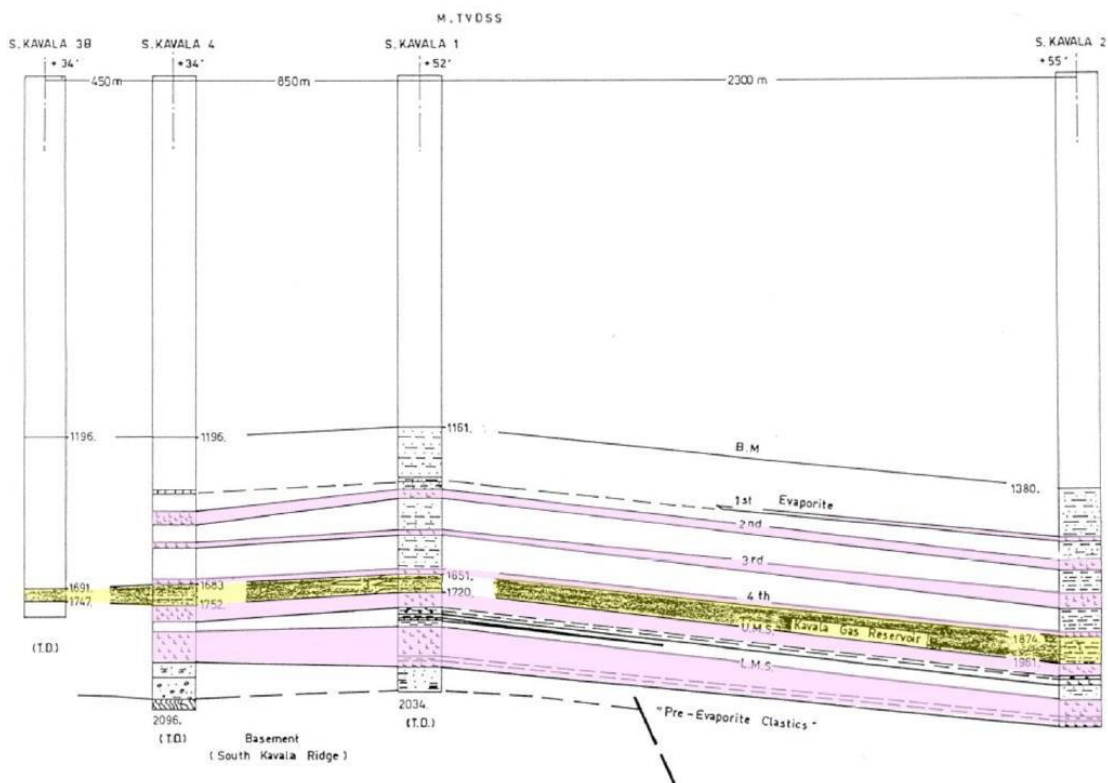 M. TVDSS
S. KAVALA 3B
S. KAVALA 4
S. KAVALA 1
S. KAVALA 2
+ 34'
+ 34'
+ 52'
+ 55'
450m
850m
2300 m
1196.
1196.
1161.
B.M
1380.
1st Evaporite
2nd
3rd
4th
1691.
1683
1651.
1747.
1752.
1720.
U.M.S.
Kavala Gas Reservoir
1874.
1961.
L.M.S.
(T.D.)
2096.
(T.D.)
2034.
(T.D.)
Basement
(South Kavala Ridge)
"Pre-Evaporite Clastics"